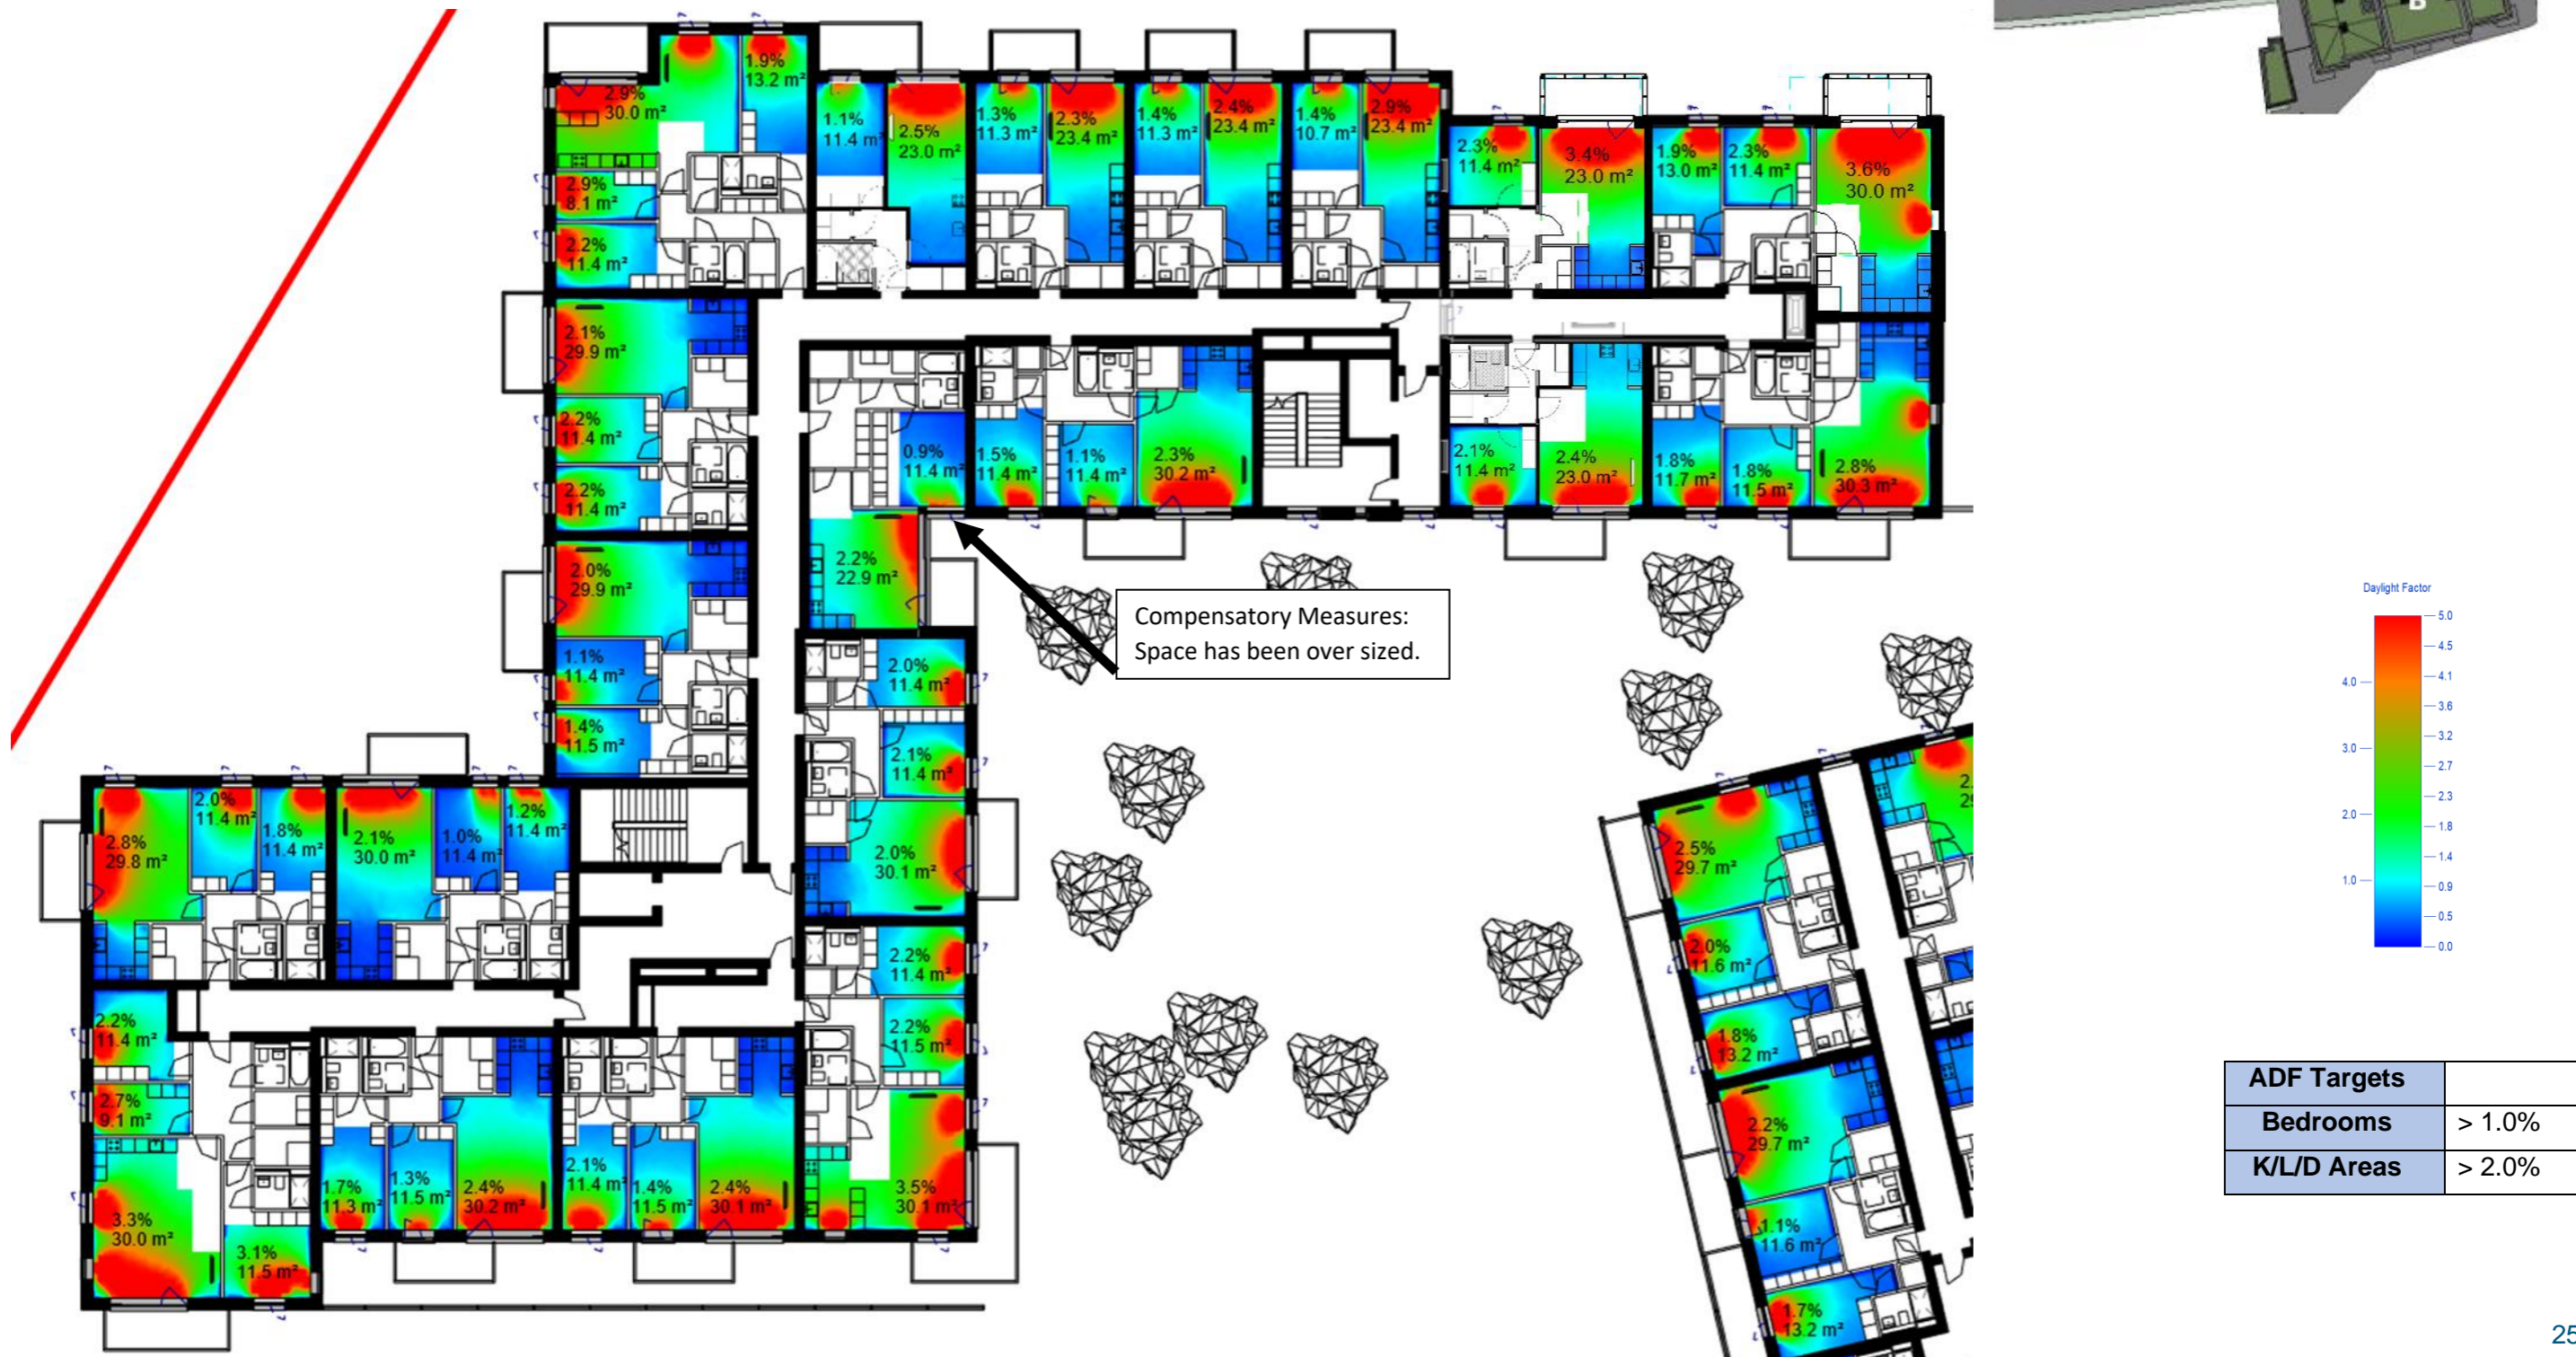 B
1.9%
13.2 m²
2.9%
30.0 m²
1.1%
11.4 m²
2.5%
23.0 m²
1.3%
11.3 m²
2.3%
23.4 m²
1.4%
11.3 m²
2.4%
23.4 m²
1.4%
10.7 m²
2.9%
23.4 m²
2.3%
11.4 m²
3.4%
23.0 m²
1.9%
13.0 m²
2.3%
11.4 m²
3.6%
30.0 m²
2.9%
8.1 m²
2.2%
11.4 m²
2.1%
29.9 m²
2.2%
11.4 m²
2.2%
11.4 m²
0.9%
11.4 m²
1.5%
11.4 m²
1.1%
11.4 m²
2.3%
30.2 m²
2.1%
11.4 m²
2.4%
23.0 m²
1.8%
11.7 m²
1.8%
11.5 m²
2.8%
30.3 m²
2.0%
29.9 m²
2.2%
22.9 m²
Compensatory Measures:
Space has been over sized.
1.1%
11.4 m²
1.4%
11.5 m²
2.0%
11.4 m²
2.1%
11.4 m²
2.0%
30.1 m²
2.8%
29.8 m²
2.0%
11.4 m²
1.8%
11.4 m²
2.1%
30.0 m²
1.0%
11.4 m²
1.2%
11.4 m²
2.2%
11.4 m²
2.2%
11.5 m²
3.5%
30.1 m²
2.2%
11.4 m²
2.7%
9.1 m²
3.3%
30.0 m²
3.1%
11.5 m²
1.7%
11.3 m²
1.3%
11.5 m²
2.4%
30.2 m²
2.1%
11.4 m²
1.4%
11.5 m²
2.4%
30.1 m²
2.5%
29.7 m²
2.0%
11.6 m²
1.8%
13.2 m²
2.2%
29.7 m²
1.1%
11.6 m²
1.7%
13.2 m²
Daylight Factor
5.0
4.5
4.0
4.1
3.6
3.2
3.0
2.7
2.3
2.0
1.8
1.4
1.0
0.9
0.5
0.0
ADF Targets
Bedrooms > 1.0%
K/L/D Areas > 2.0%
25